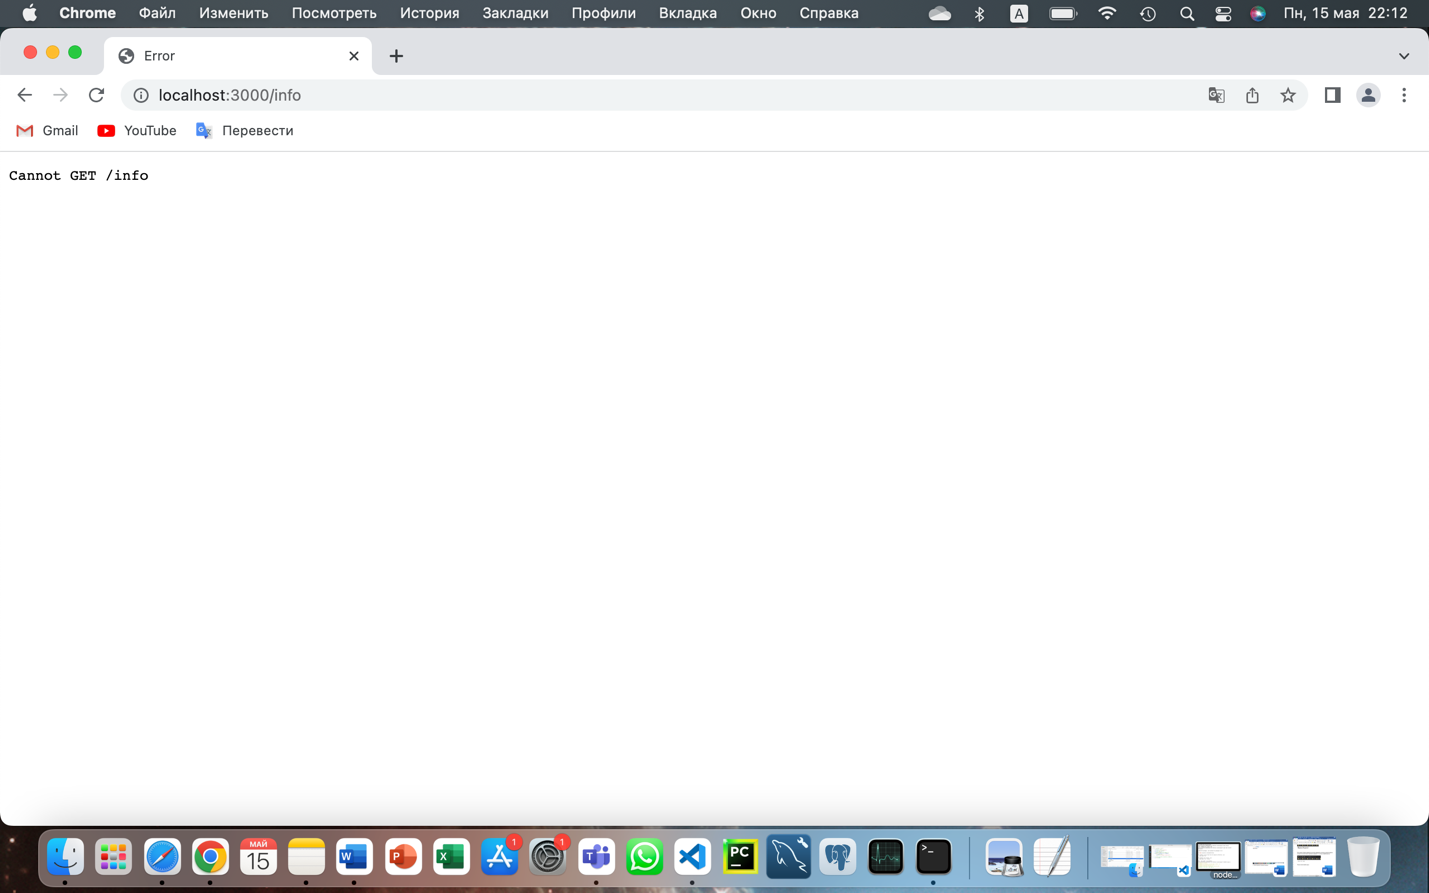 Chrome Файл Изменить Посмотреть История Закладки Профили Вкладка Окно Справка A Пн, 15 мая 22:12
Error
localhost:3000/info
Gmail YouTube Перевести
Cannot GET /info
МАЙ
15
W P X 1 1 PC >_
node...